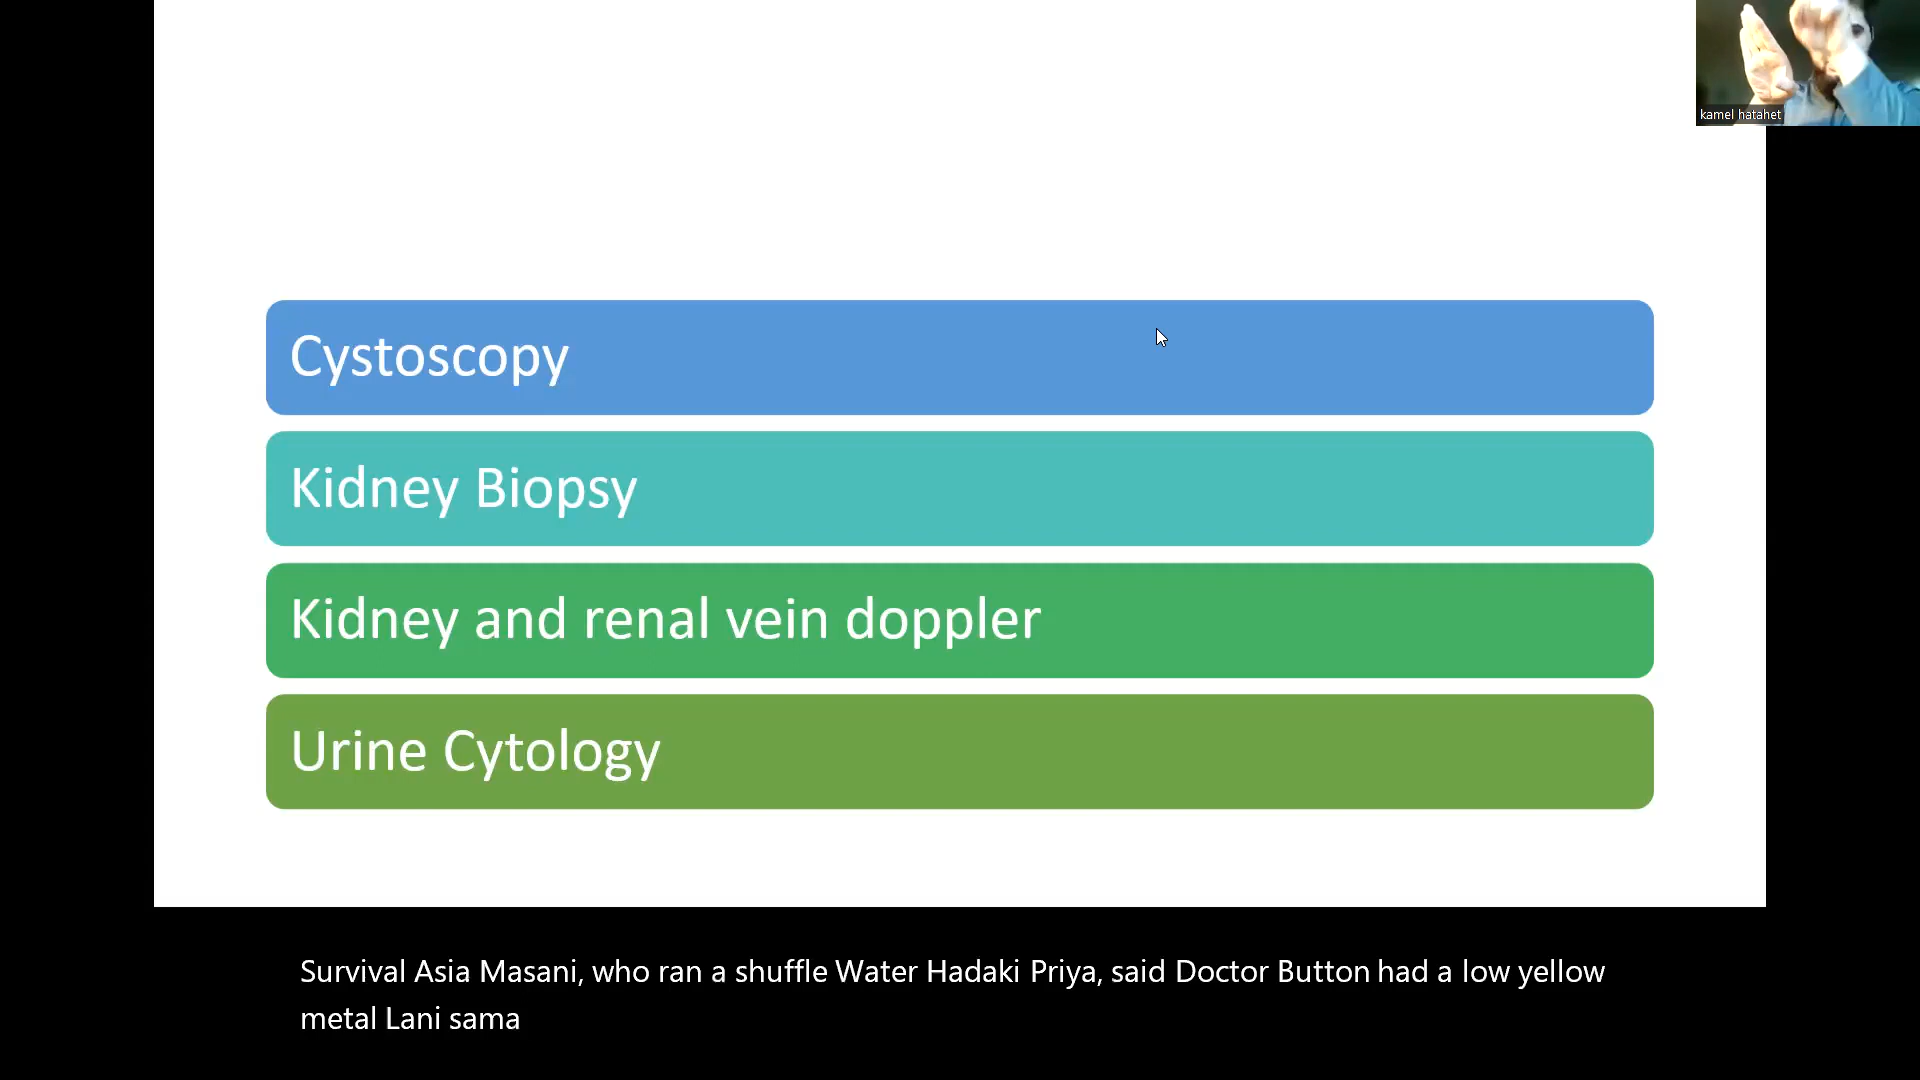 kamel hatahet
Cystoscopy
Kidney Biopsy
Kidney and renal vein doppler
Urine Cytology
Survival Asia Masani, who ran a shuffle Water Hadaki Priya, said Doctor Button had a low yellow
metal Lani sama